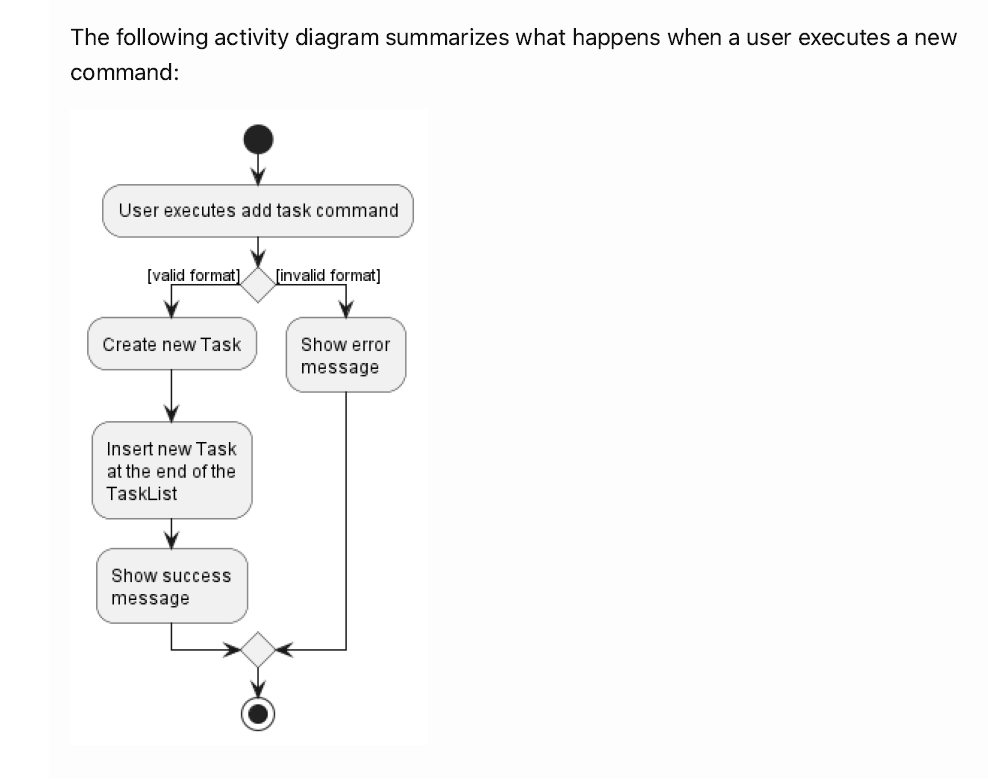 The following activity diagram summarizes what happens when a user executes a new
command:
User executes add task command
[valid format]
[invalid format]
Create new Task
Show error
message
Insert new Task
at the end of the
TaskList
Show success
message